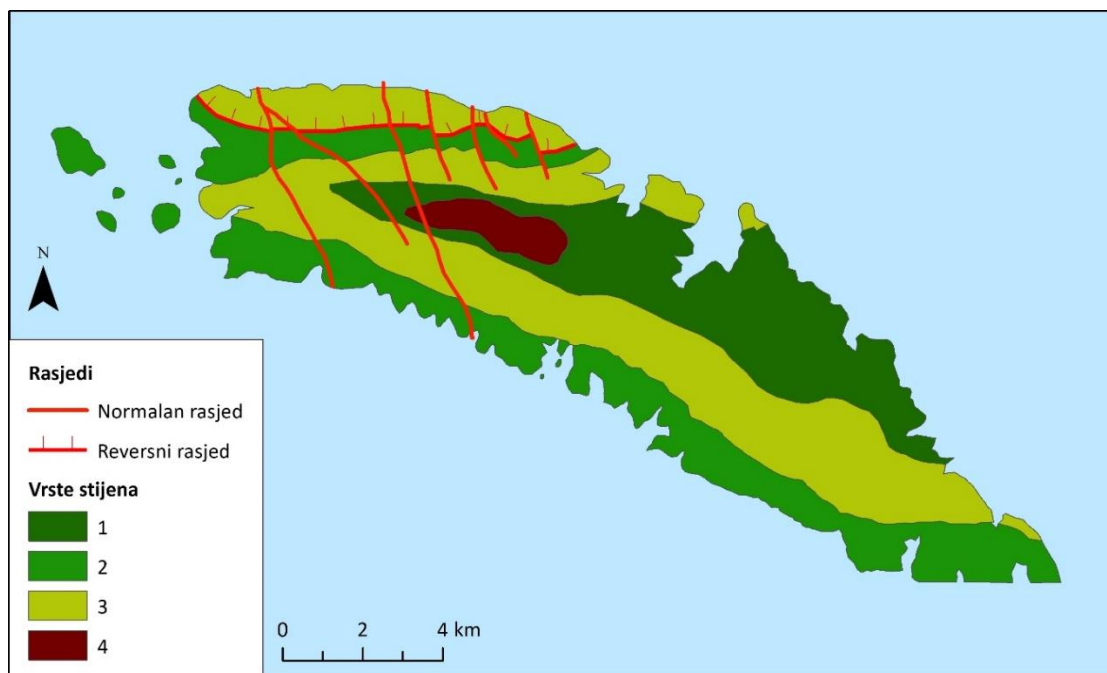 N
Rasjedi
Normalan rasjed
Reversni rasjed
Vrste stijena
1
2
3
4
0 2 4 km